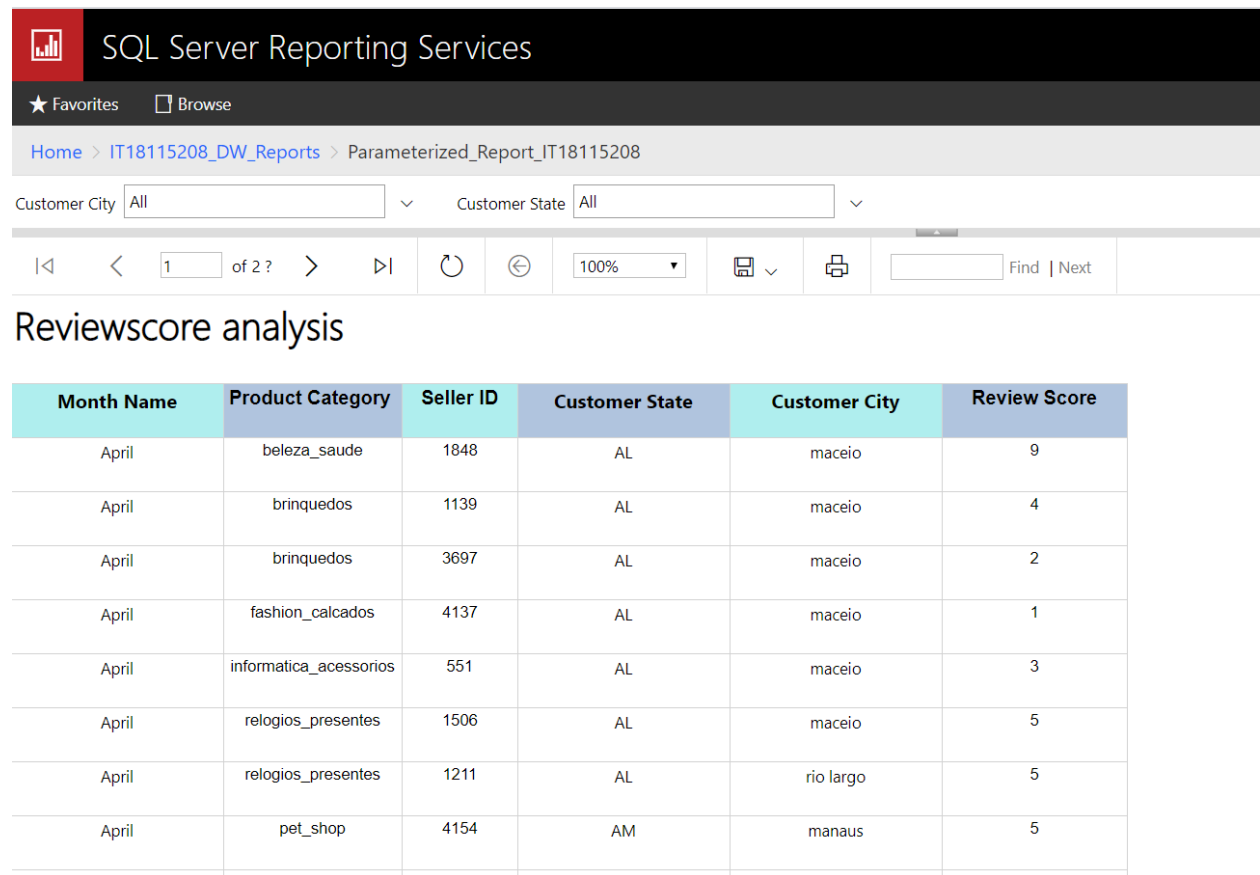 SQL Server Reporting Services
Favorites Browse
Home > IT18115208_DW_Reports > Parameterized_Report_IT18115208
Customer City All Customer State All
1 of 2 ? 100% Find | Next
Reviewscore analysis
Month Name Product Category Seller ID Customer State Customer City Review Score
April beleza_saude 1848 AL maceio 9
April brinquedos 1139 AL maceio 4
April brinquedos 3697 AL maceio 2
April fashion_calcados 4137 AL maceio 1
April informatica_acessorios 551 AL maceio 3
April relogios_presentes 1506 AL maceio 5
April relogios_presentes 1211 AL rio largo 5
April pet_shop 4154 AM manaus 5